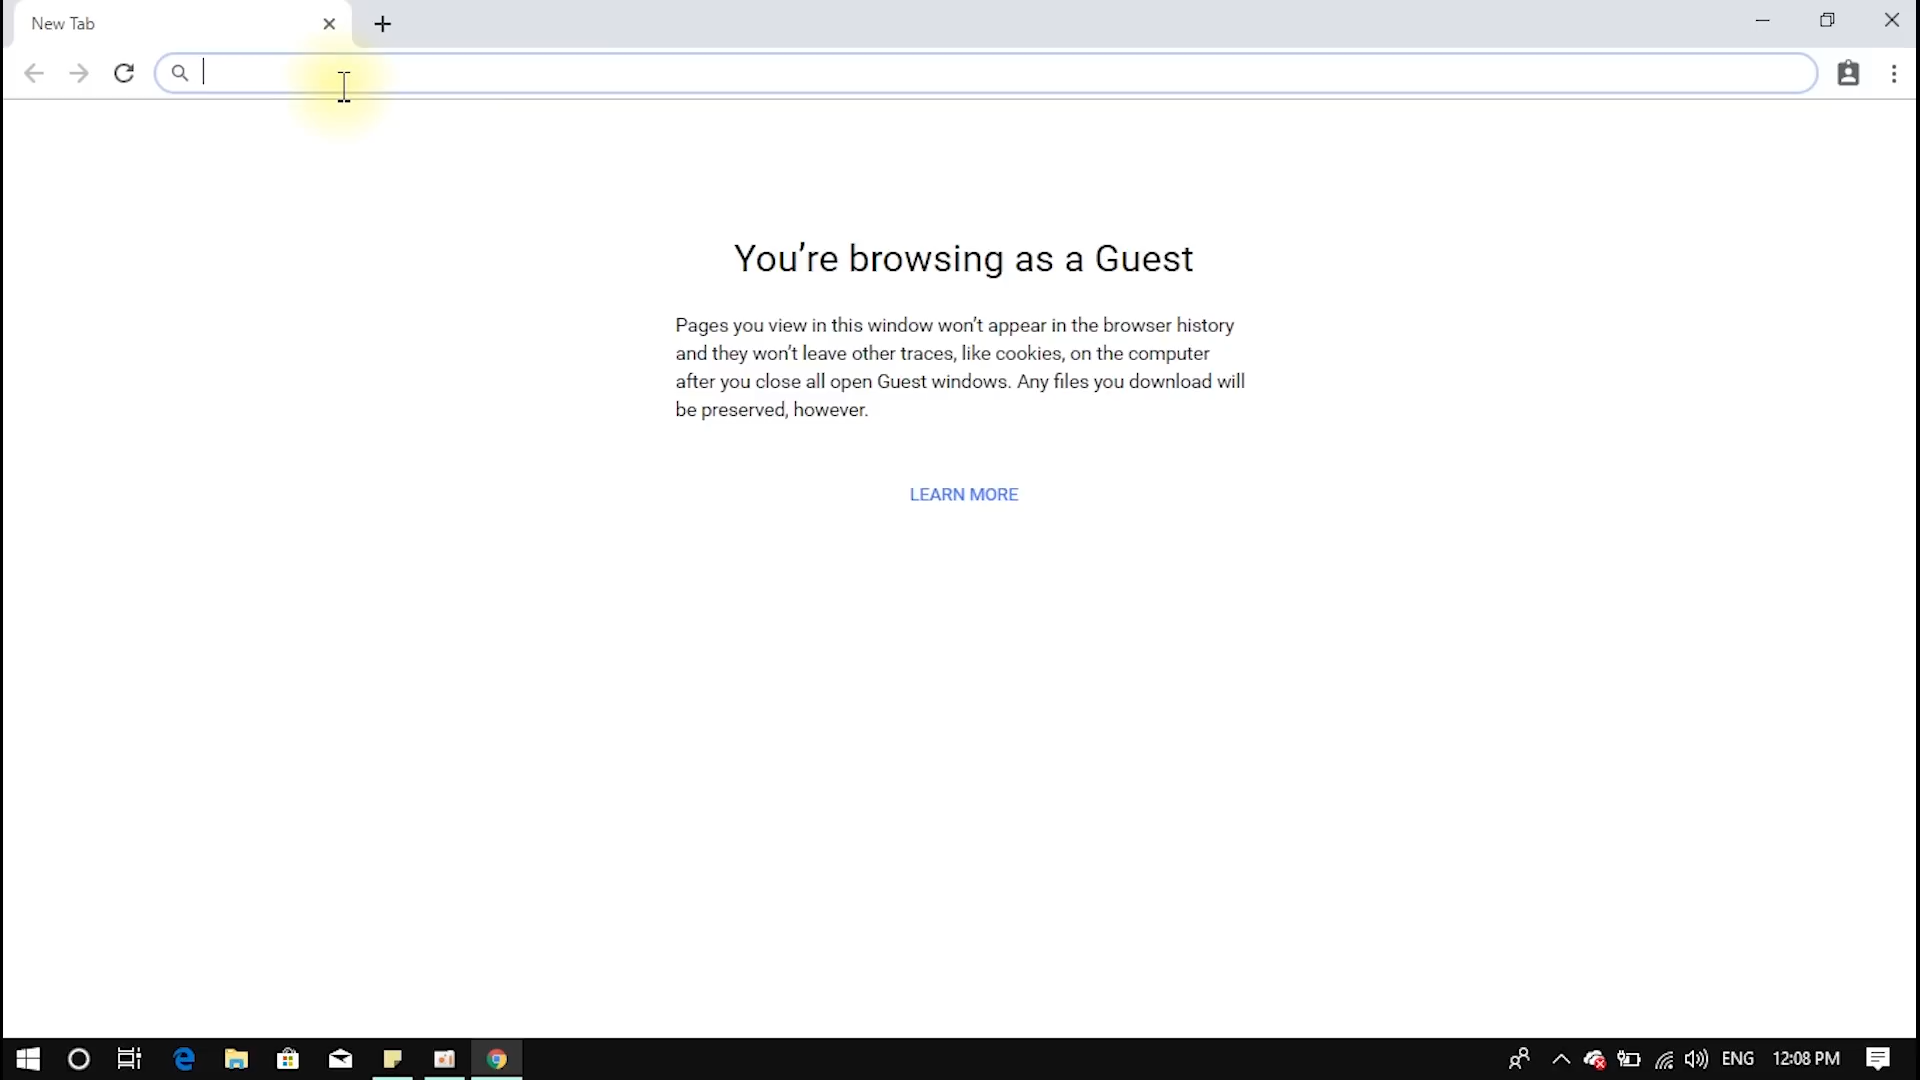 New Tab
You’re browsing as a Guest
Pages you view in this window won’t appear in the browser history
and they won’t leave other traces, like cookies, on the computer
after you close all open Guest windows. Any files you download will
be preserved, however.
LEARN MORE
ENG
12:08 PM